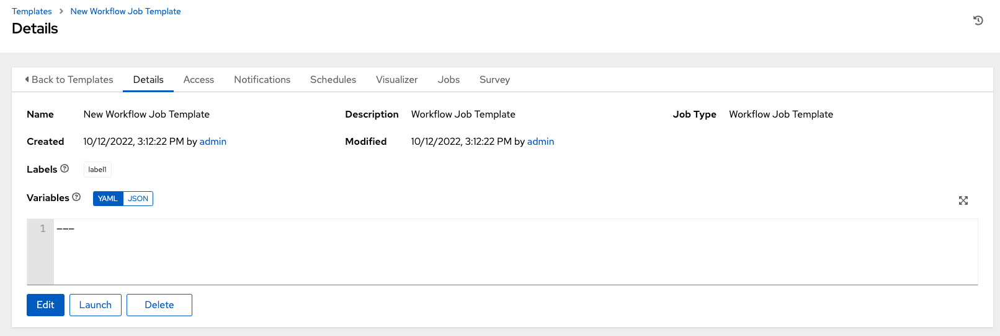 Templates > New Workflow Job Template
Details
Back to Templates Details Access Notifications Schedules Visualizer Jobs Survey
Name New Workflow Job Template Description Workflow Job Template Job Type Workflow Job Template
Created 10/12/2022, 3:12:22 PM by admin Modified 10/12/2022, 3:12:22 PM by admin
Labels label1
Variables YAML JSON
1 ---
Edit Launch Delete